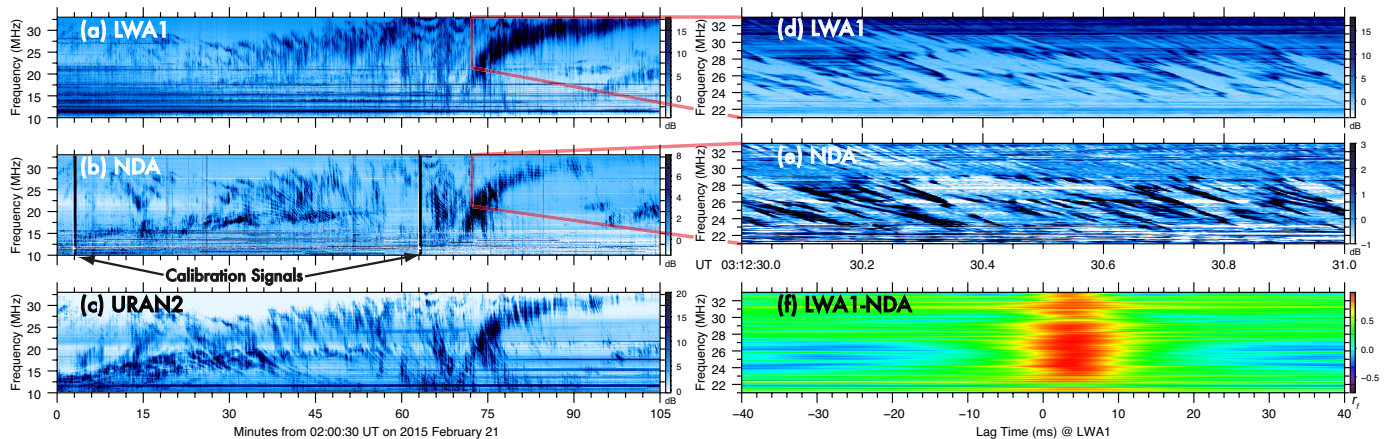 (a) LWA1
Frequency (MHz)
30
25
20
15
10
15
10
5
0
dB
(b) NDA
Frequency (MHz)
30
25
20
15
10
8
6
4
2
0
dB
Calibration Signals
(c) URAN2
Frequency (MHz)
30
25
20
15
10
20
15
10
5
0
dB
0 15 30 45 60 75 90 105
Minutes from 02:00:30 UT on 2015 February 21
(d) LWA1
Frequency (MHz)
32
30
28
26
24
22
15
10
5
0
dB
(e) NDA
Frequency (MHz)
32
30
28
26
24
22
3
2
1
0
−1
dB
UT 03:12:30.0 30.2 30.4 30.6 30.8 31.0
(f) LWA1-NDA
Frequency (MHz)
32
30
28
26
24
22
0.5
0.0
−0.5
rf
−40 −30 −20 −10 0 10 20 30 40
Lag Time (ms) @ LWA1